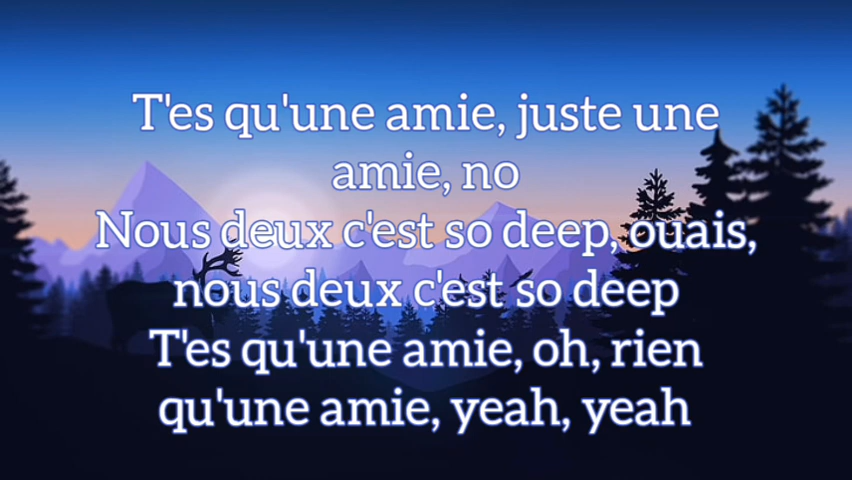 T'es qu'une amie, juste une
amie, no
Nous deux c'est so deep, ouais,
nous deux c'est so deep
T'es qu'une amie, oh, rien
qu'une amie, yeah, yeah